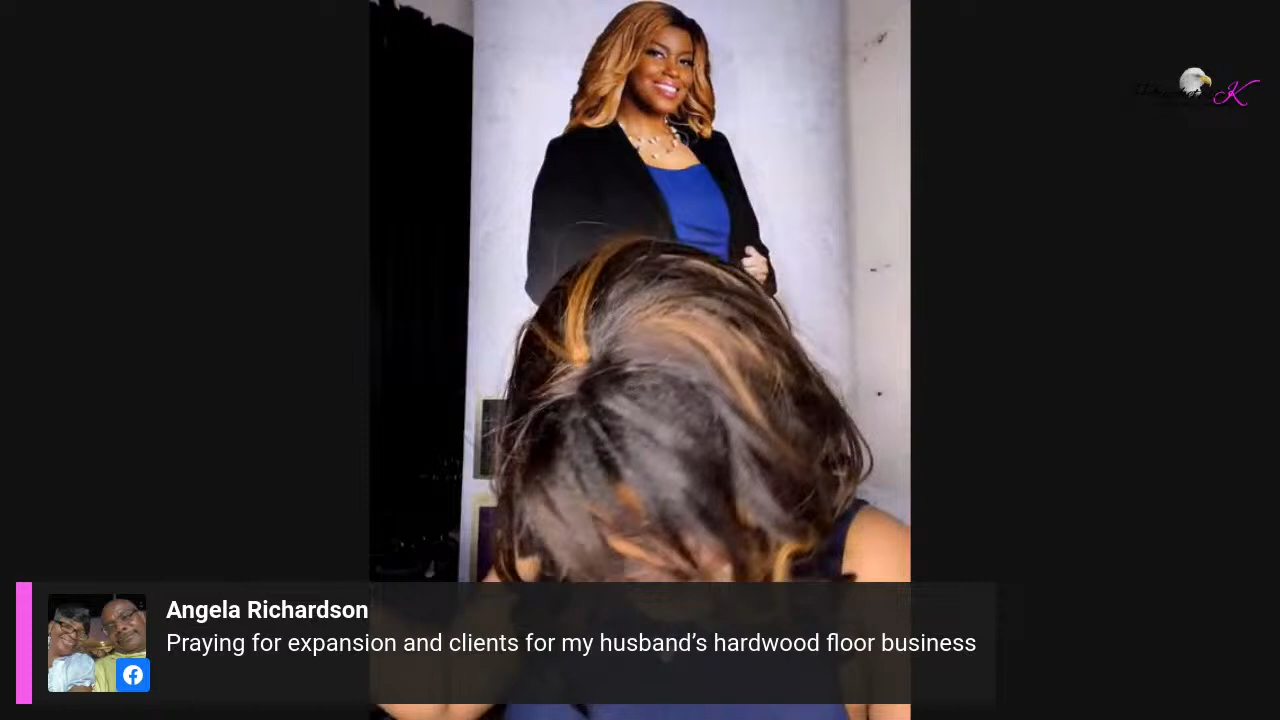 K
Angela Richardson
Praying for expansion and clients for my husband’s hardwood floor business